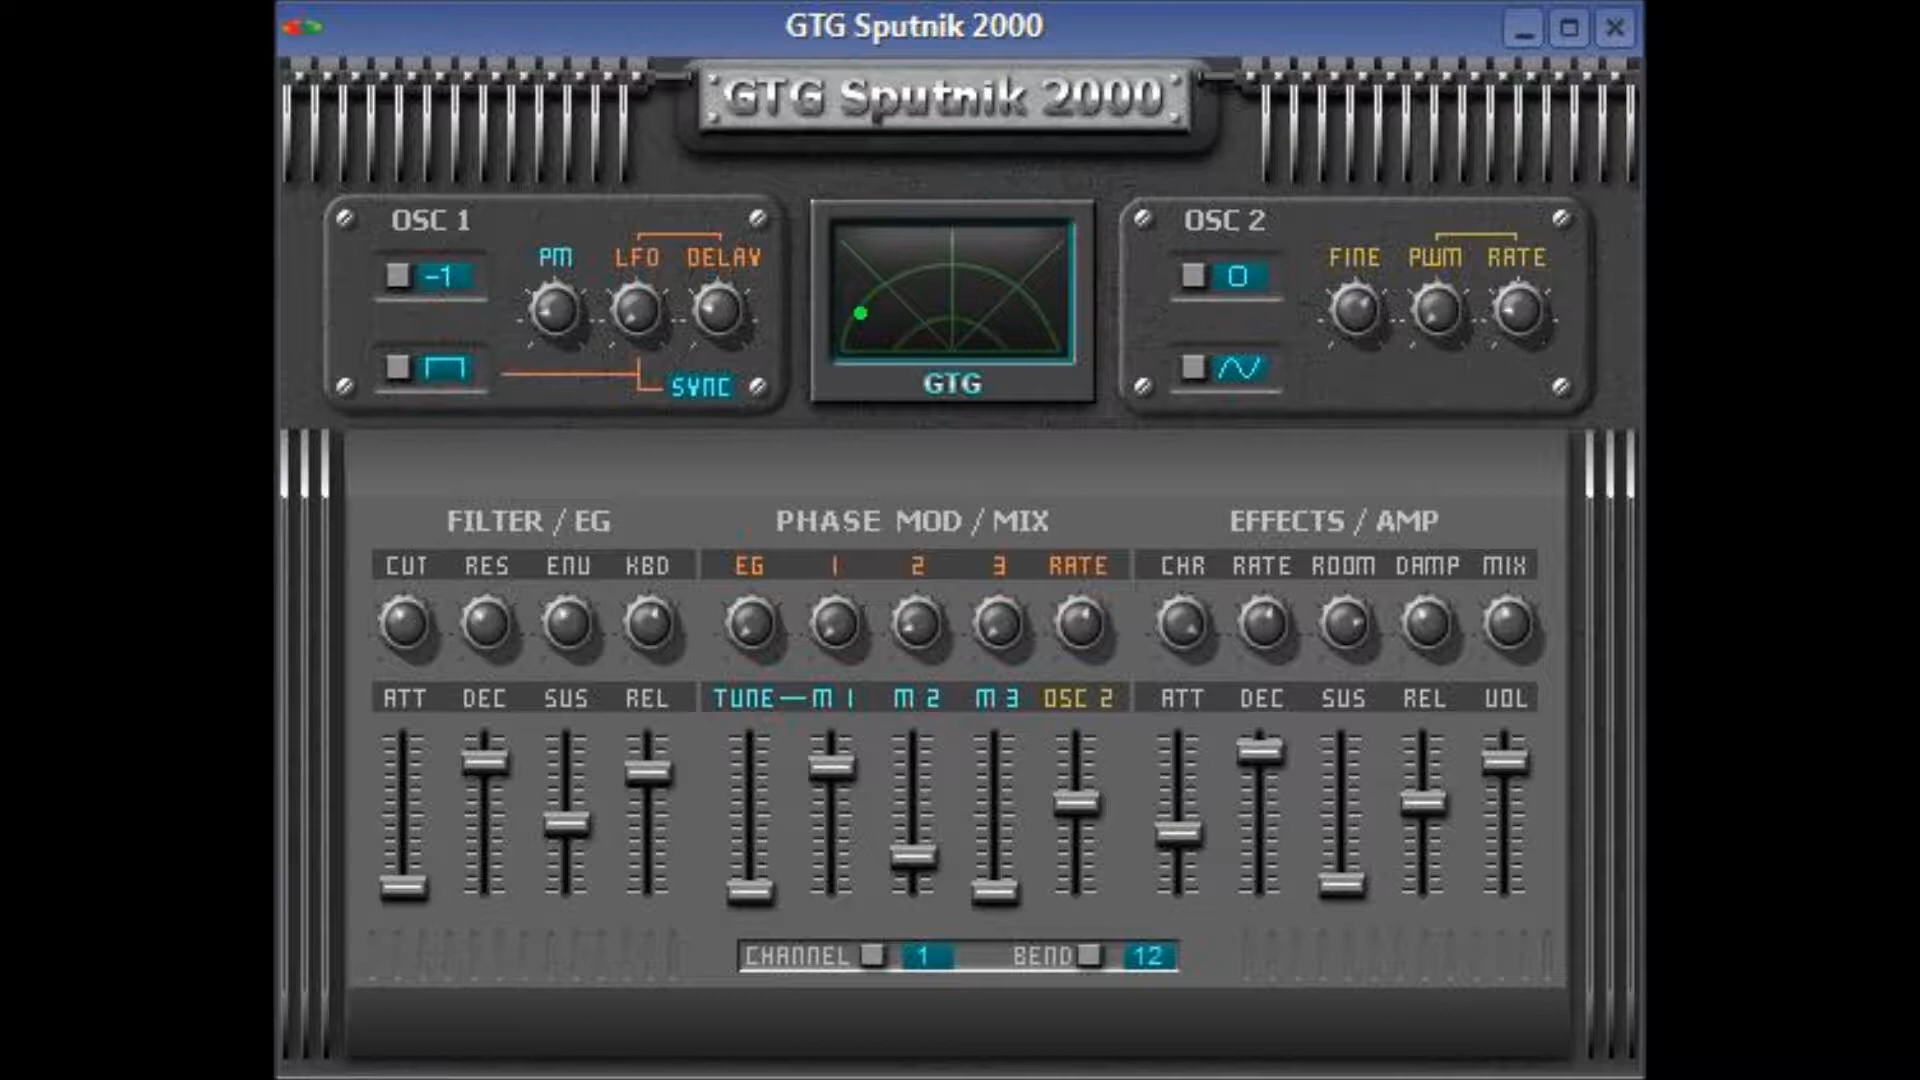 GTG Sputnik 2000
GTG Sputnik 2000
OSC 1
-1
PM LFO DELAY
SYNC
GTG
OSC 2
0
FINE PWM RATE
FILTER / EG PHASE MOD / MIX EFFECTS / AMP
CUT RES ENV KBD EG 1 2 3 RATE CHR RATE ROOM DAMP MIX
ATT DEC SUS REL TUNE — M 1 M 2 M 3 OSC 2 ATT DEC SUS REL VOL
CHANNEL 1 BEND 12